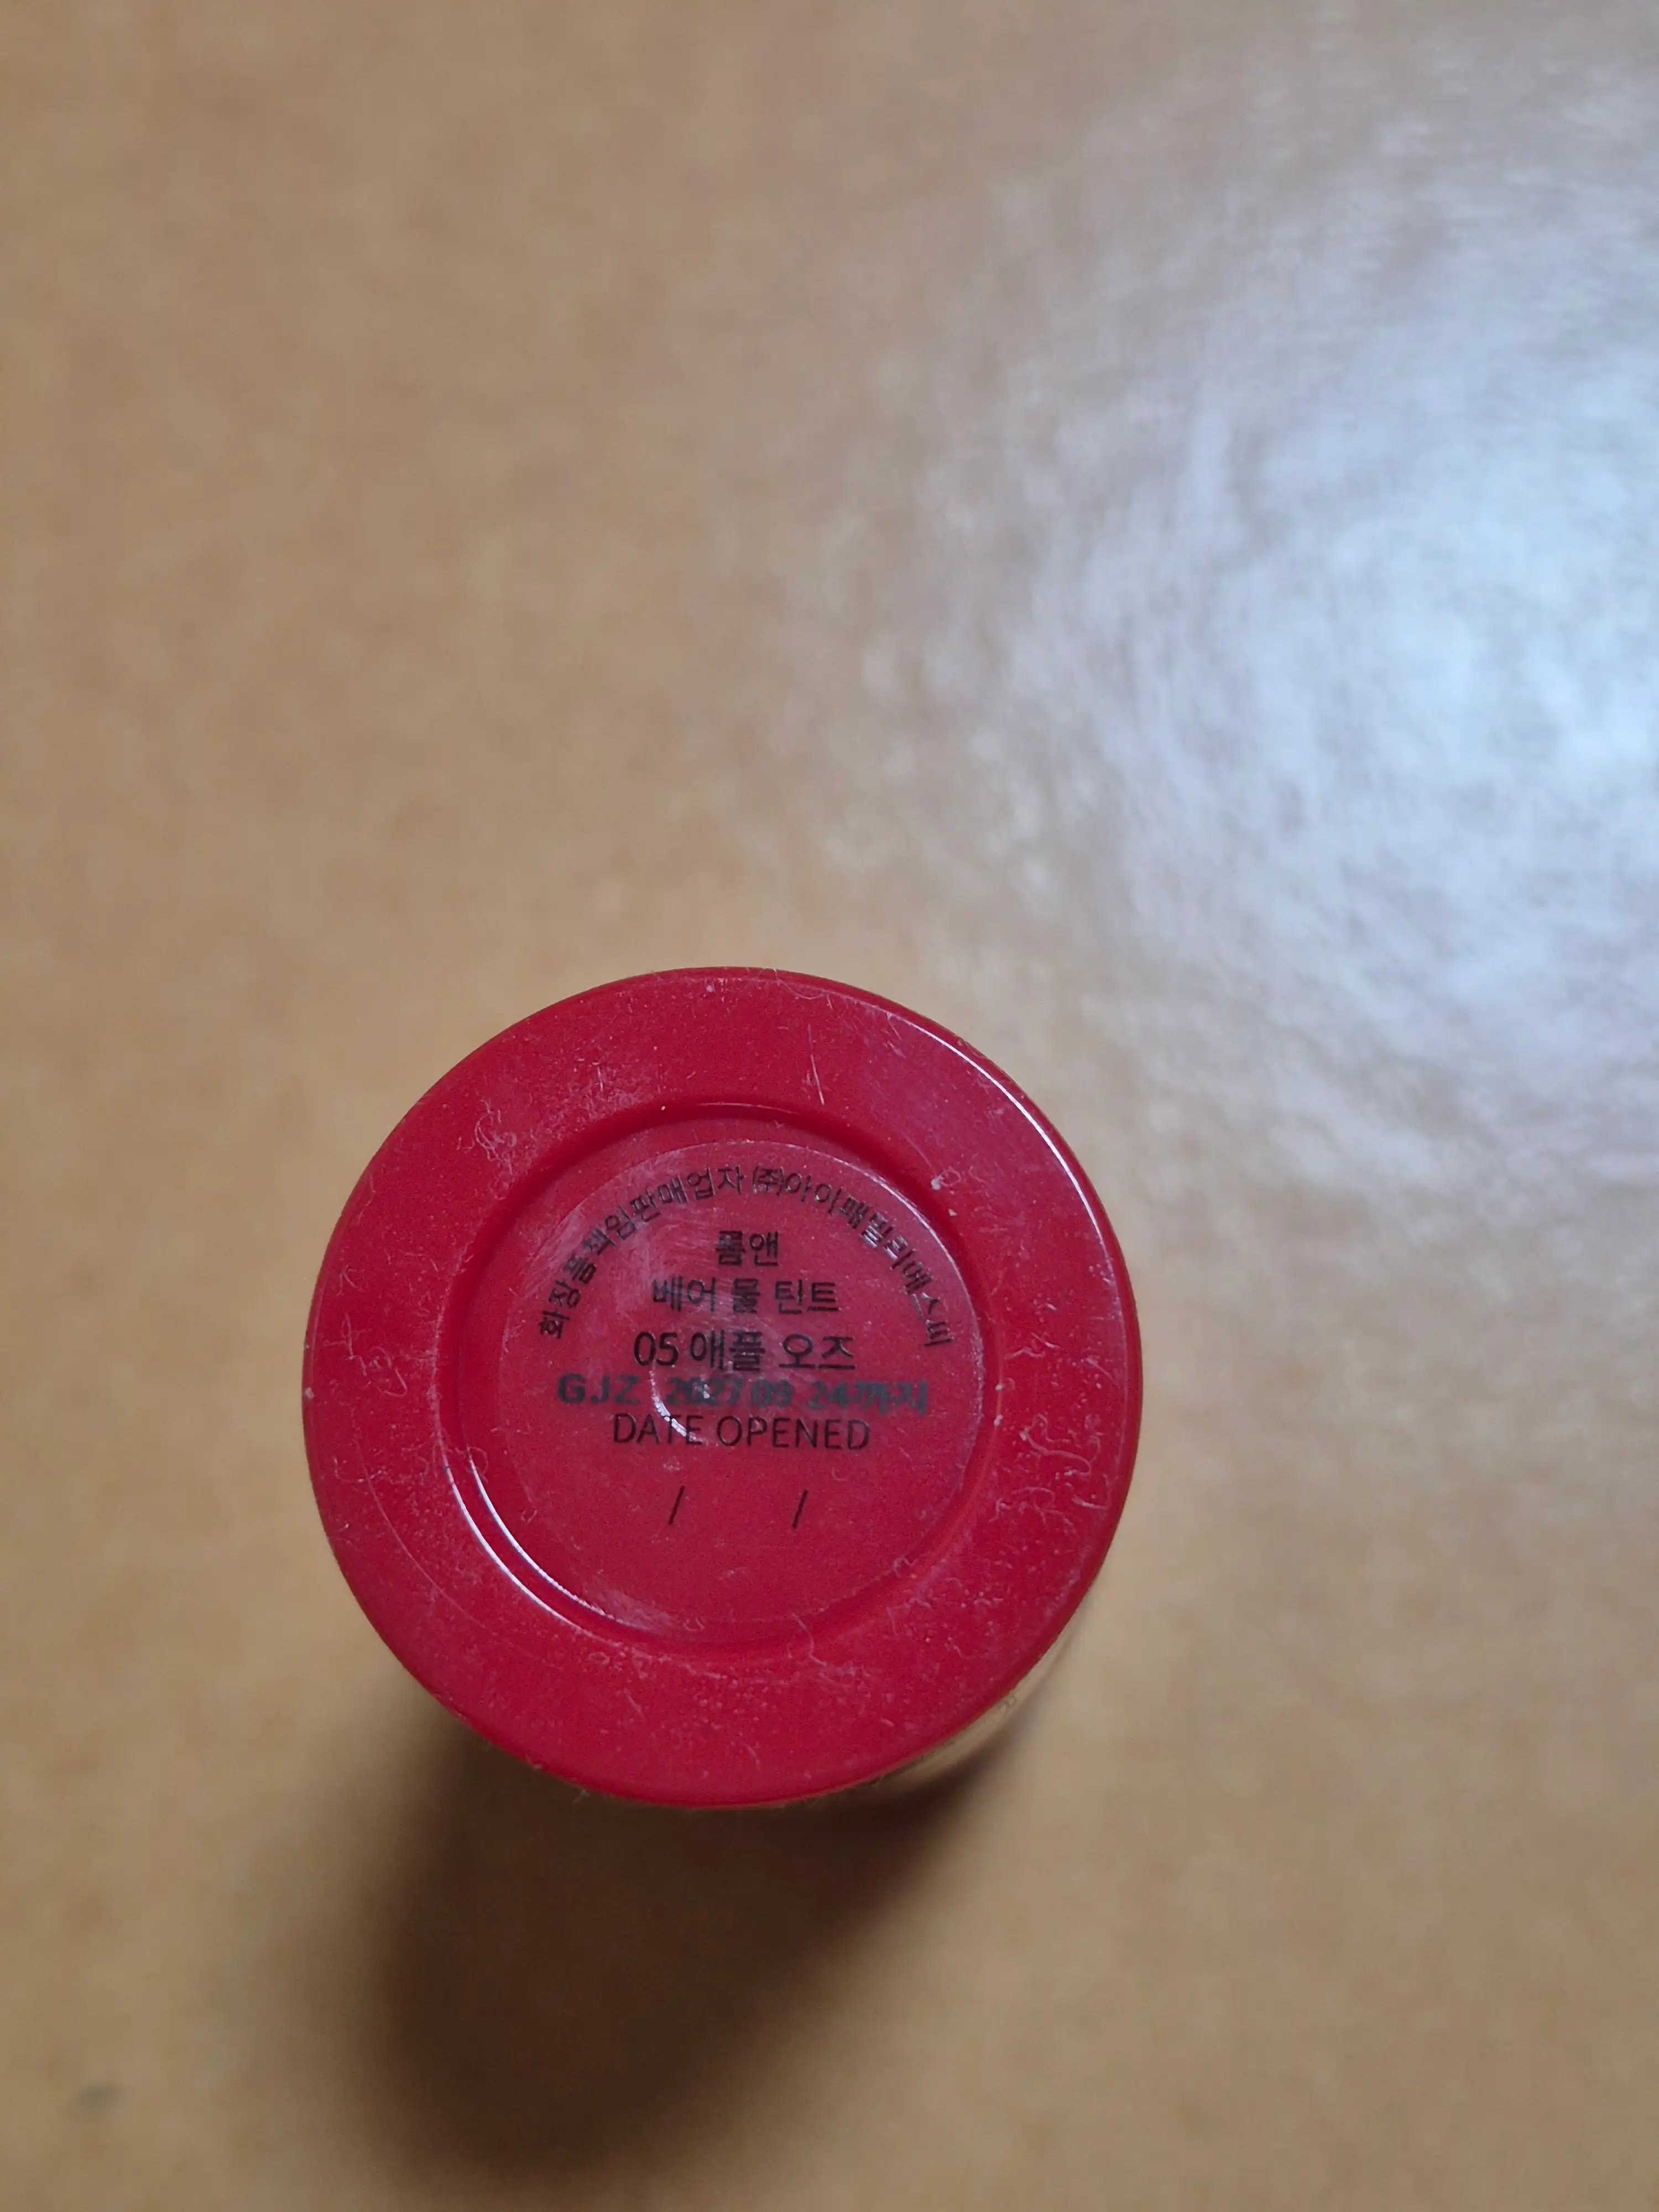 화장품책임판매업자 ㈜아이패밀리에스씨
롬앤
베어 물 틴트
05 애플 오즈
GJZ 2027.09.24까지
DATE OPENED
/ /